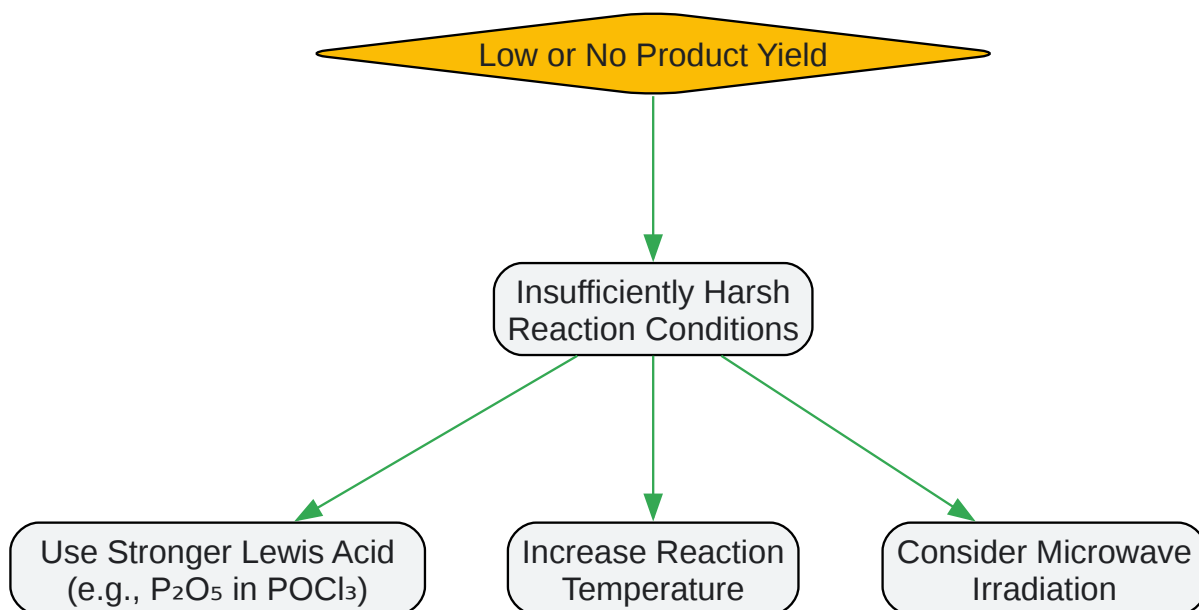 Low or No Product Yield
Insufficiently Harsh
Reaction Conditions
Use Stronger Lewis Acid
(e.g., P₂O₅ in POCl₃)
Increase Reaction
Temperature
Consider Microwave
Irradiation